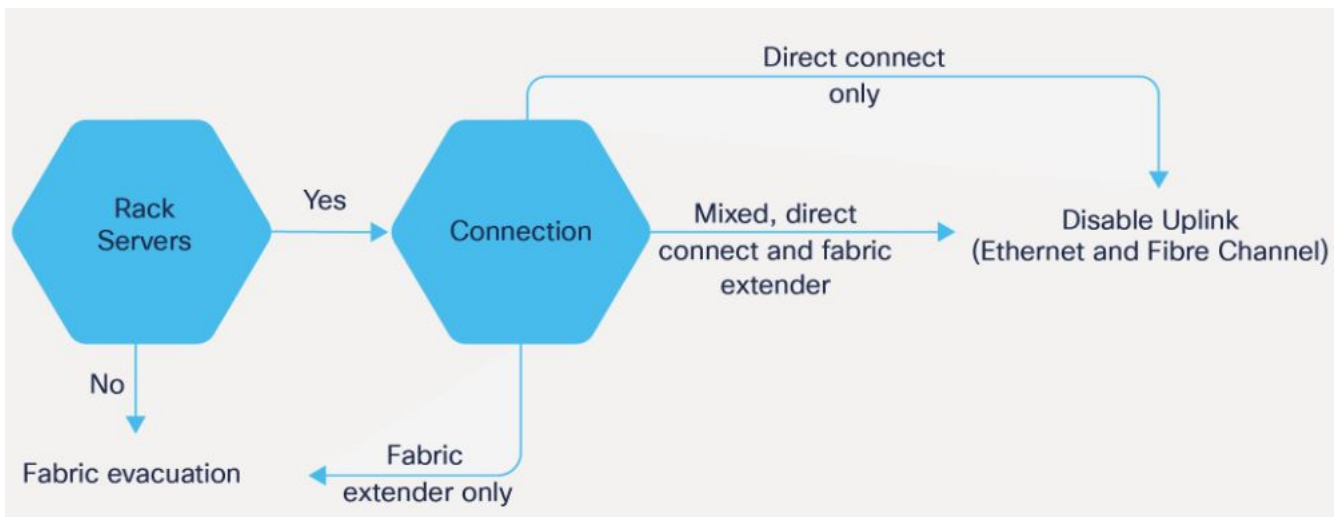 Direct connect
only
Rack
Servers
Yes
Connection
Mixed, direct
connect and fabric
extender
Disable Uplink
(Ethernet and Fibre Channel)
No
Fabric evacuation
Fabric
extender only